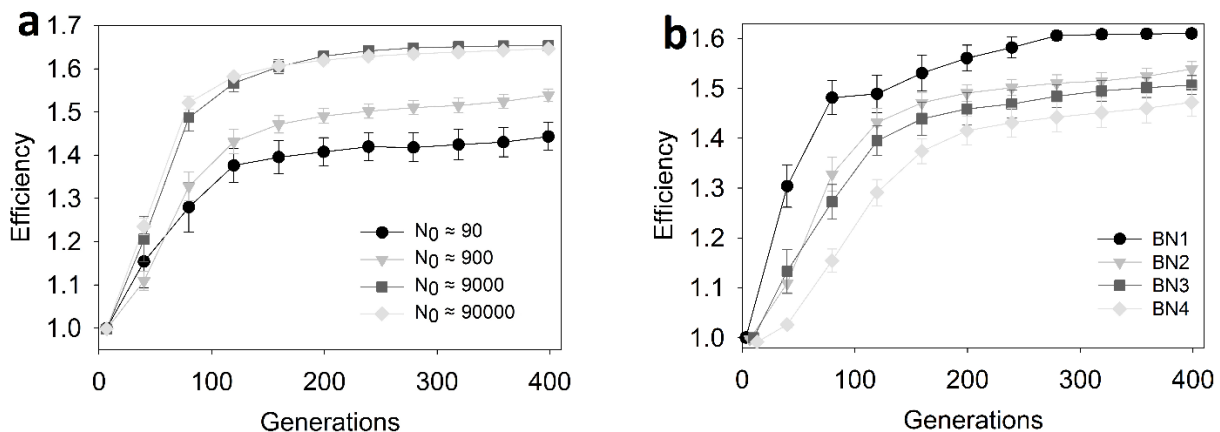 a
1.7
1.6
1.5
1.4
1.3
1.2
1.1
1.0
Efficiency
N₀ ≈ 90
N₀ ≈ 900
N₀ ≈ 9000
N₀ ≈ 90000
0 100 200 300 400
Generations
b
1.6
1.5
1.4
1.3
1.2
1.1
1.0
Efficiency
BN1
BN2
BN3
BN4
0 100 200 300 400
Generations